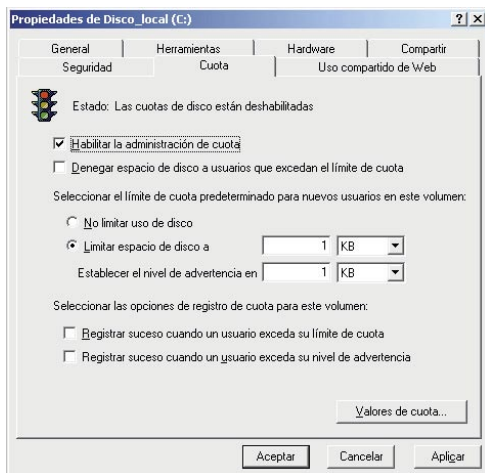 Propiedades de Disco_local (C:)
General Herramientas Hardware Compartir
Seguridad Cuota Uso compartido de Web
Estado: Las cuotas de disco están deshabilitadas
Habilitar la administración de cuota
Denegar espacio de disco a usuarios que excedan el límite de cuota
Seleccionar el límite de cuota predeterminado para nuevos usuarios en este volumen:
No limitar uso de disco
Limitar espacio de disco a 1 KB
Establecer el nivel de advertencia en 1 KB
Seleccionar las opciones de registro de cuota para este volumen:
Registrar suceso cuando un usuario exceda su límite de cuota
Registrar suceso cuando un usuario exceda su nivel de advertencia
Valores de cuota...
Aceptar Cancelar Aplicar